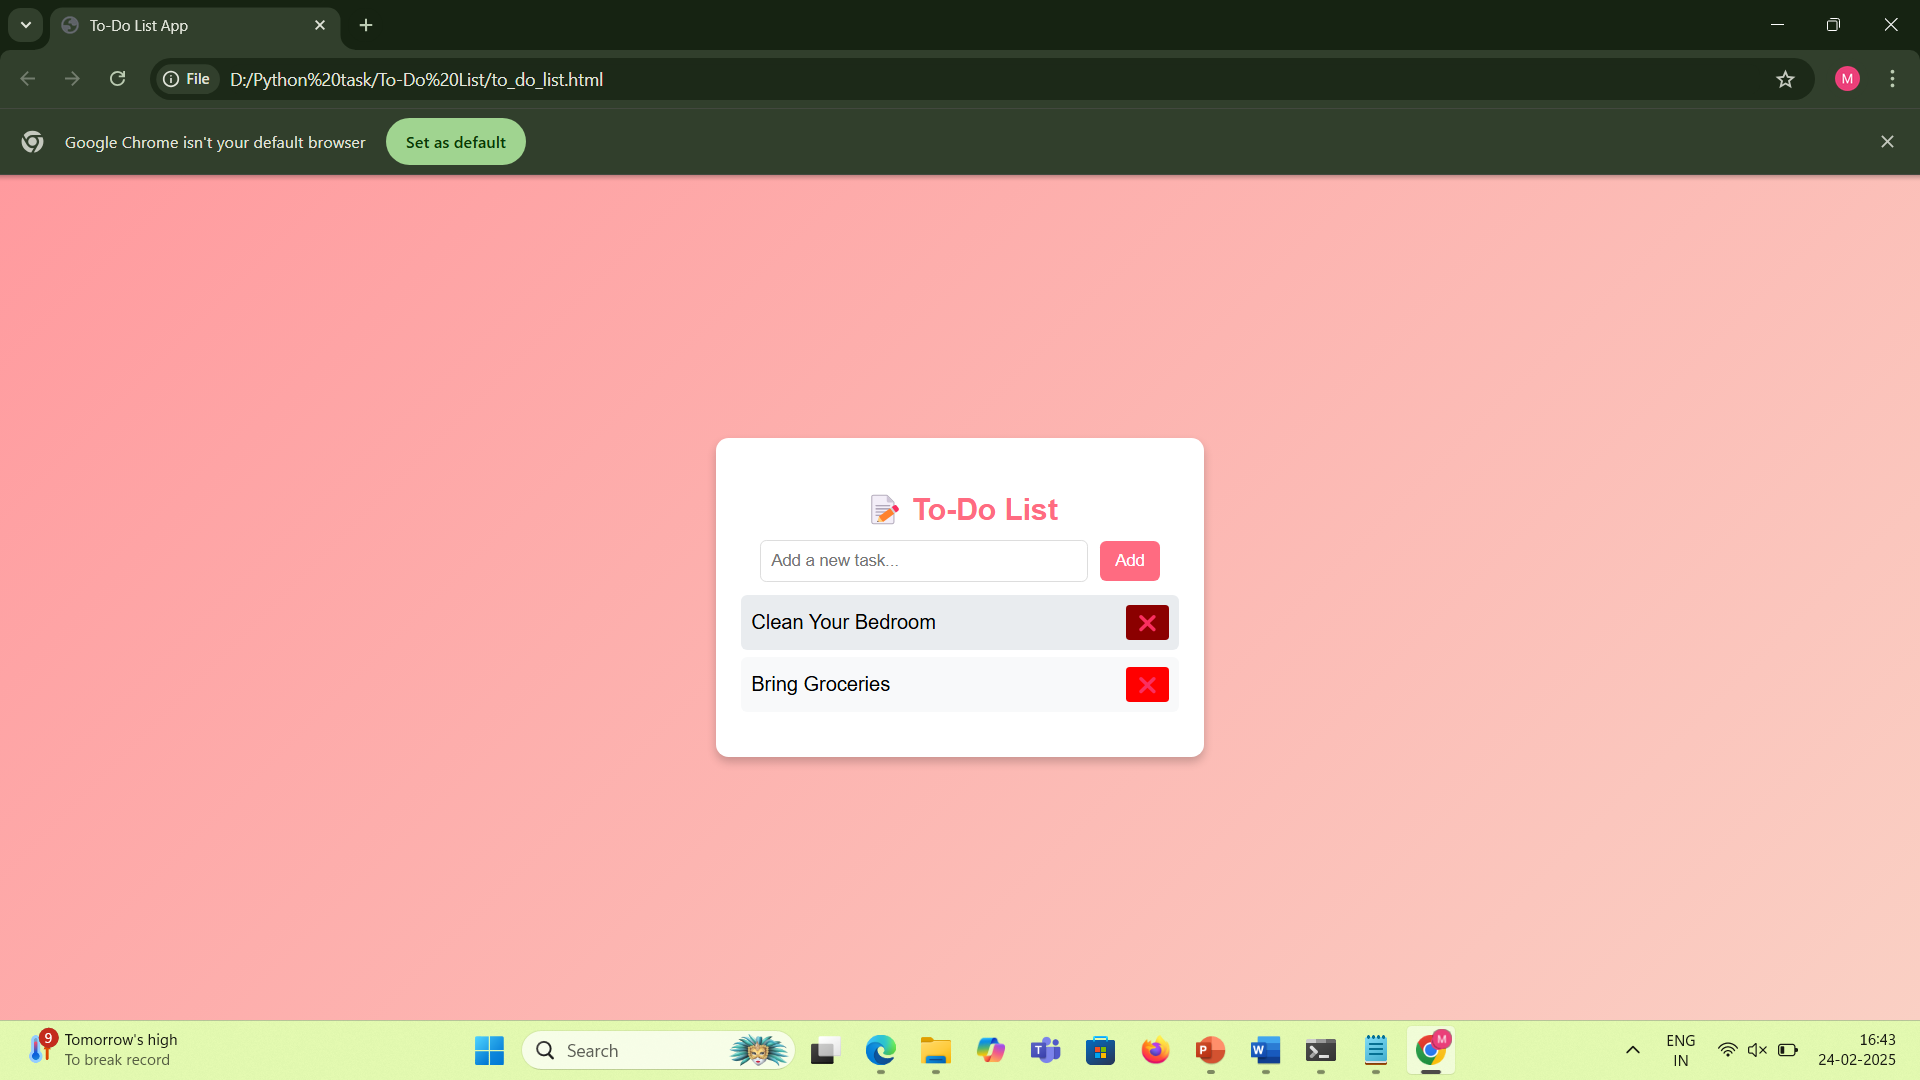 To-Do List App
File
D:/Python%20task/To-Do%20List/to_do_list.html
M
Google Chrome isn't your default browser
Set as default
To-Do List
Add a new task...
Add
Clean Your Bedroom
Bring Groceries
9
Tomorrow's high
To break record
Search
T
P
W
M
ENG
IN
16:43
24-02-2025